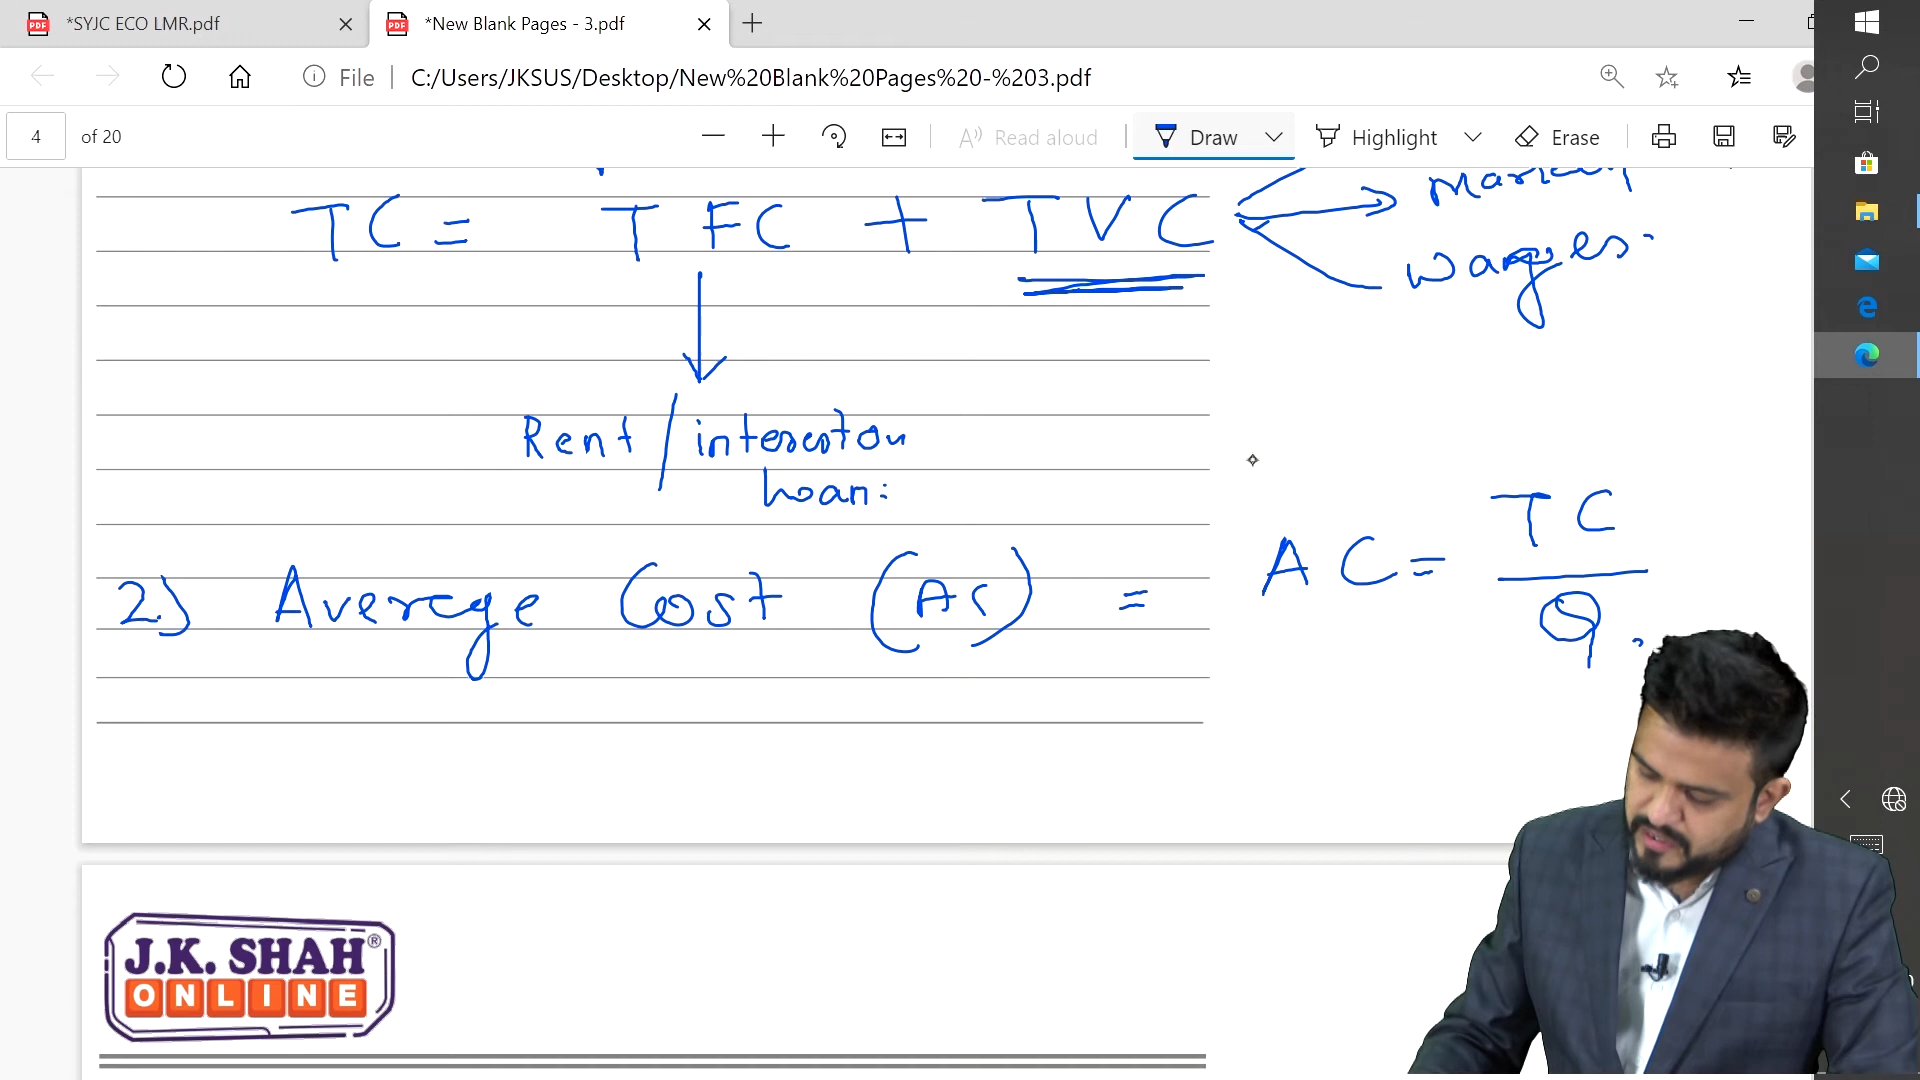 *SYJC ECO LMR.pdf
*New Blank Pages - 3.pdf
File | C:/Users/JKSUS/Desktop/New%20Blank%20Pages%20-%203.pdf
4 of 20
Read aloud
Draw
Highlight
Erase
TC = TFC + TVC
wages.
Rent / interest on
Loan.
2.) Average Cost (AC) =
AC = TC
Q.
J.K. SHAH®
ONLINE